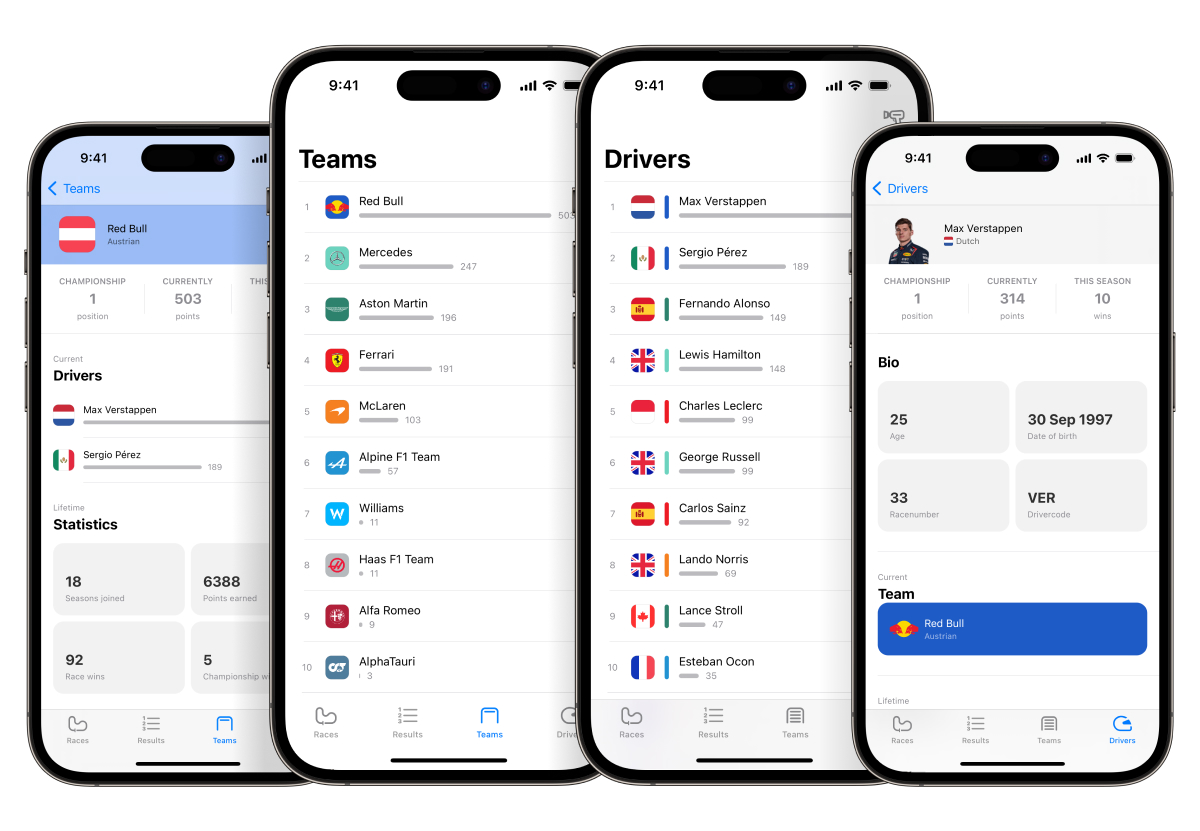 9:41
Teams
Red Bull
Austrian
CHAMPIONSHIP
1
position
CURRENTLY
503
points
Current
Drivers
Max Verstappen
Sergio Pérez
189
Lifetime
Statistics
18
Seasons joined
6388
Points earned
92
Race wins
5
Championship
Races
Results
Teams
9:41
Teams
1 Red Bull
503
2 Mercedes
247
3 Aston Martin
196
4 Ferrari
191
5 McLaren
103
6 Alpine F1 Team
57
7 Williams
11
8 Haas F1 Team
11
9 Alfa Romeo
9
10 AlphaTauri
3
Races
Results
Teams
9:41
Drivers
1 Max Verstappen
2 Sergio Pérez
189
3 Fernando Alonso
149
4 Lewis Hamilton
148
5 Charles Leclerc
99
6 George Russell
99
7 Carlos Sainz
92
8 Lando Norris
69
9 Lance Stroll
47
10 Esteban Ocon
35
Races
Results
Teams
9:41
Drivers
Max Verstappen
Dutch
CHAMPIONSHIP
1
position
CURRENTLY
314
points
THIS SEASON
10
wins
Bio
25
Age
30 Sep 1997
Date of birth
33
Racenumber
VER
Drivercode
Current
Team
Red Bull
Austrian
Lifetime
Races
Results
Teams
Drivers